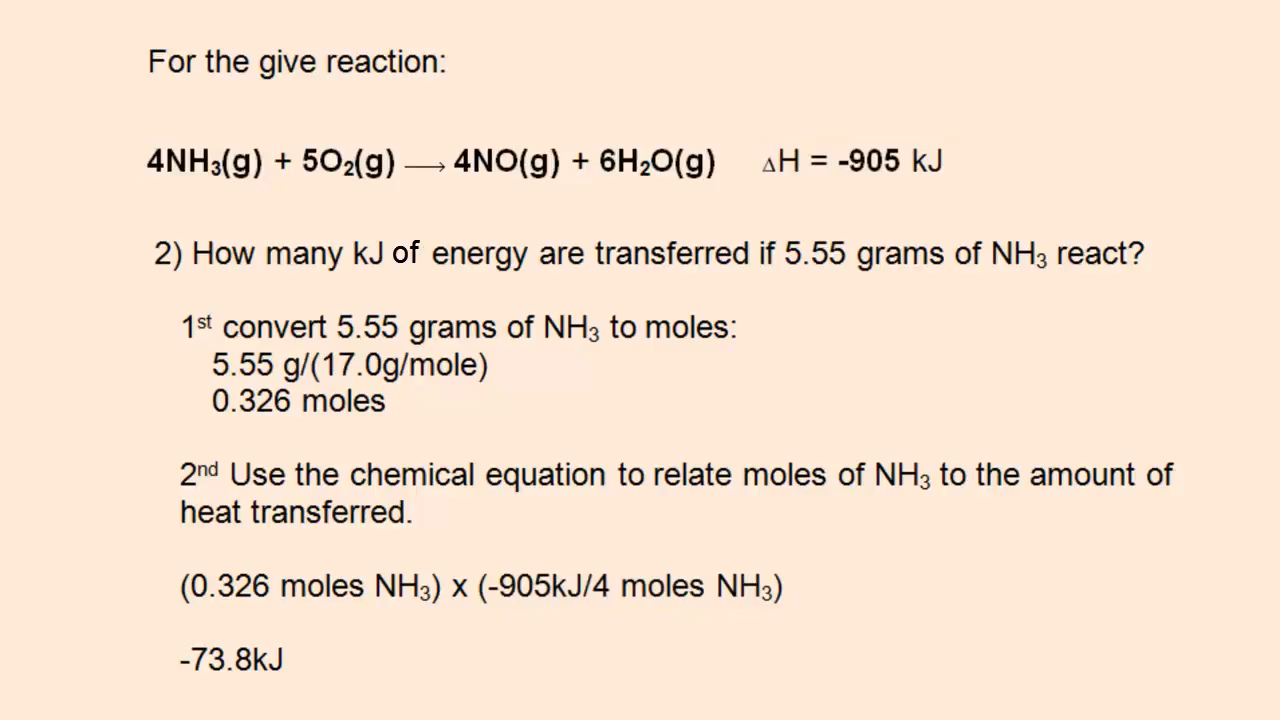 For the give reaction:
4NH₃(g) + 5O₂(g) ⟶ 4NO(g) + 6H₂O(g) △H = -905 kJ
2) How many kJ of energy are transferred if 5.55 grams of NH₃ react?
1ˢᵗ convert 5.55 grams of NH₃ to moles:
5.55 g/(17.0g/mole)
0.326 moles
2ⁿᵈ Use the chemical equation to relate moles of NH₃ to the amount of
heat transferred.
(0.326 moles NH₃) x (-905kJ/4 moles NH₃)
-73.8kJ